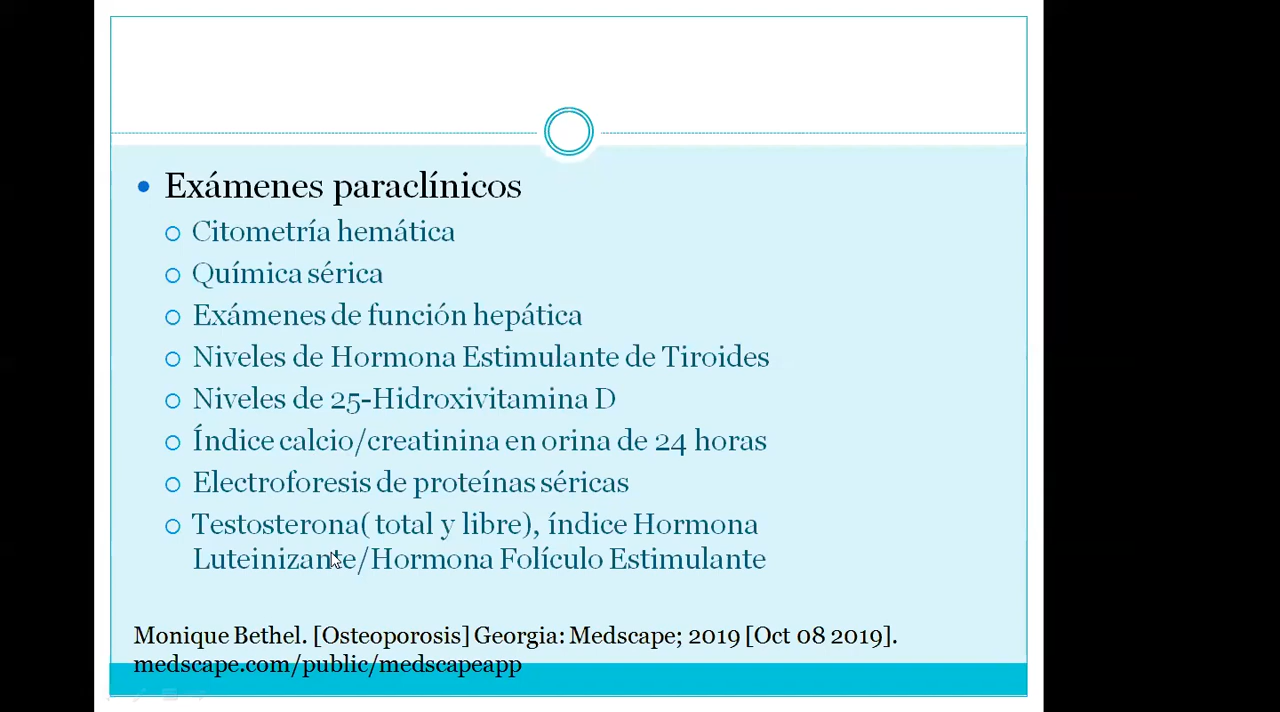 Exámenes paraclínicos
Citometría hemática
Química sérica
Exámenes de función hepática
Niveles de Hormona Estimulante de Tiroides
Niveles de 25-Hidroxivitamina D
Índice calcio/creatinina en orina de 24 horas
Electroforesis de proteínas séricas
Testosterona( total y libre), índice Hormona
Luteinizante/Hormona Folículo Estimulante
Monique Bethel. [Osteoporosis] Georgia: Medscape; 2019 [Oct 08 2019].
medscape.com/public/medscapeapp